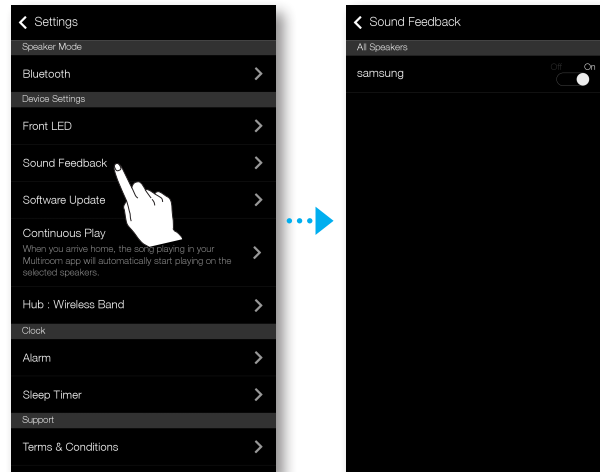 Settings
Speaker Mode
Bluetooth
Device Settings
Front LED
Sound Feedback
Software Update
Continuous Play
When you arrive home, the song playing in your
Multiroom app will automatically start playing on the
selected speakers.
Hub : Wireless Band
Clock
Alarm
Sleep Timer
Support
Terms & Conditions
Sound Feedback
All Speakers
samsung
Off On